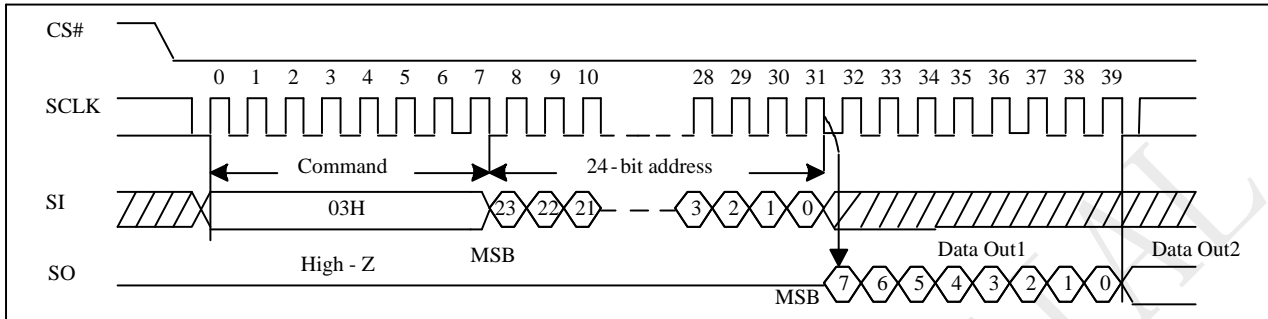 CS#
0 1 2 3 4 5 6 7 8 9 10 28 29 30 31 32 33 34 35 36 37 38 39
SCLK
Command 24-bit address
SI 03H 23 22 21 3 2 1 0
High - Z MSB Data Out1 Data Out2
SO MSB 7 6 5 4 3 2 1 0